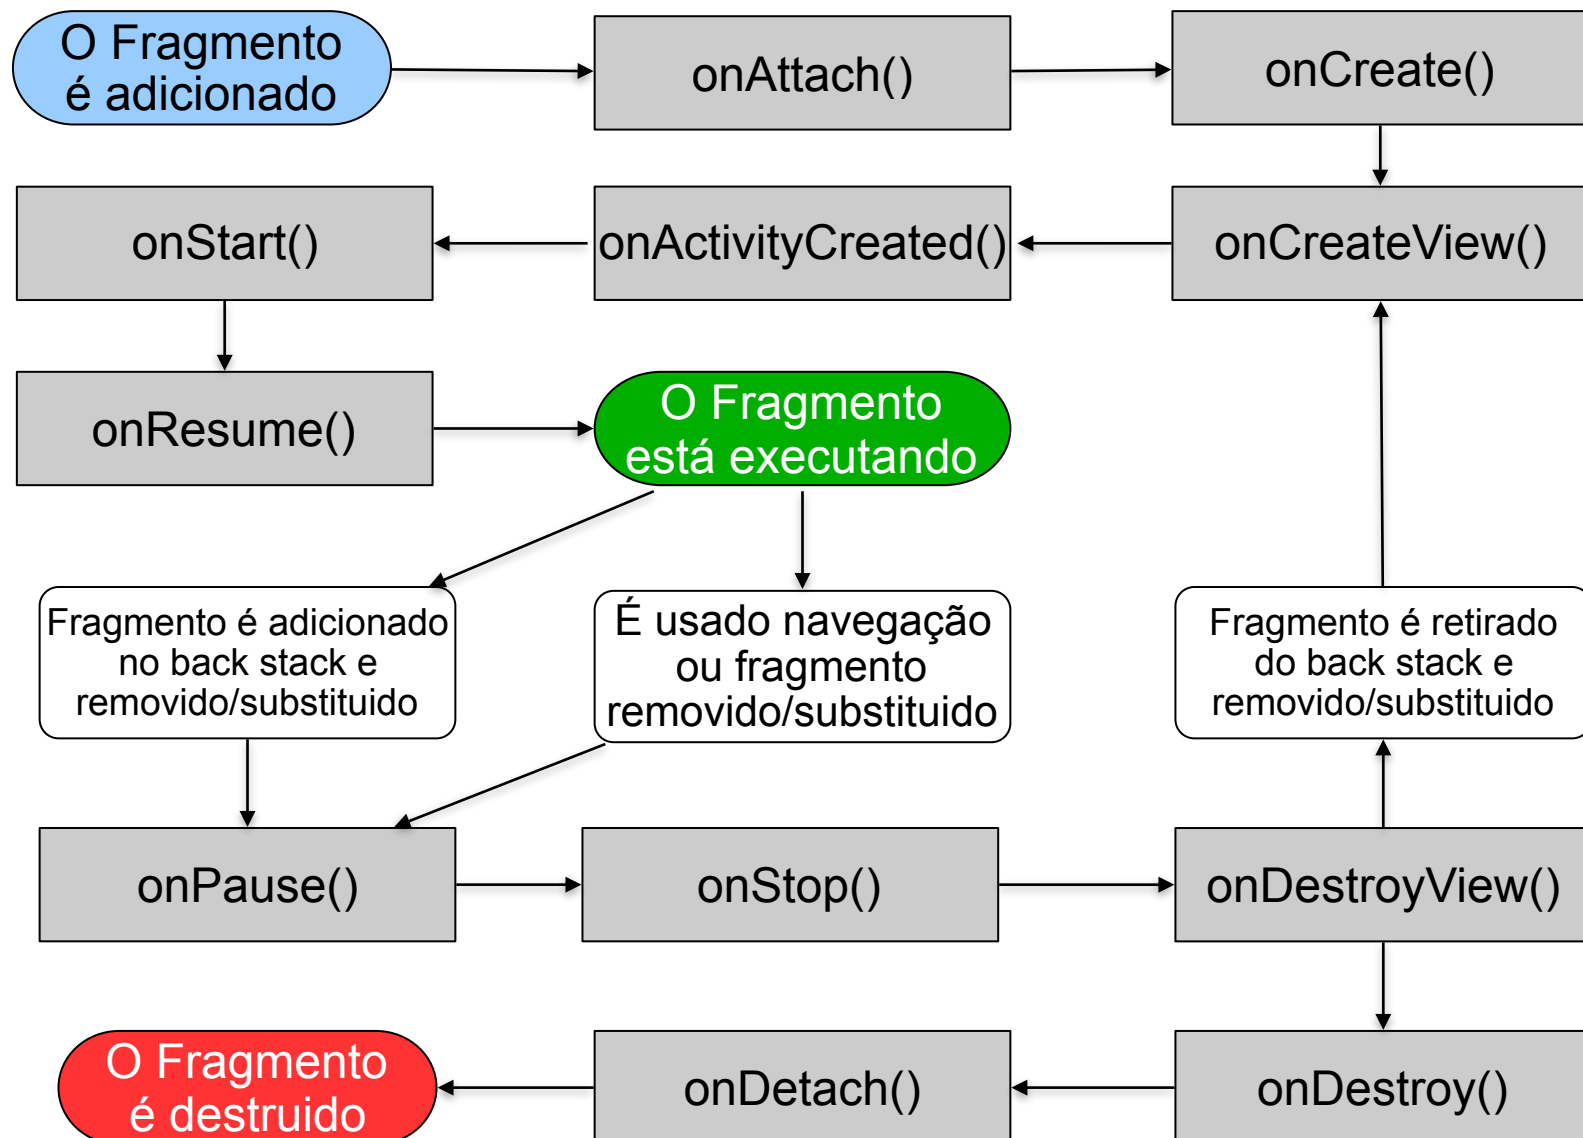 O Fragmento
é adicionado
onAttach()
onCreate()
onStart()
onActivityCreated()
onCreateView()
onResume()
O Fragmento
está executando
Fragmento é adicionado
no back stack e
removido/substituido
É usado navegação
ou fragmento
removido/substituido
Fragmento é retirado
do back stack e
removido/substituido
onPause()
onStop()
onDestroyView()
O Fragmento
é destruido
onDetach()
onDestroy()